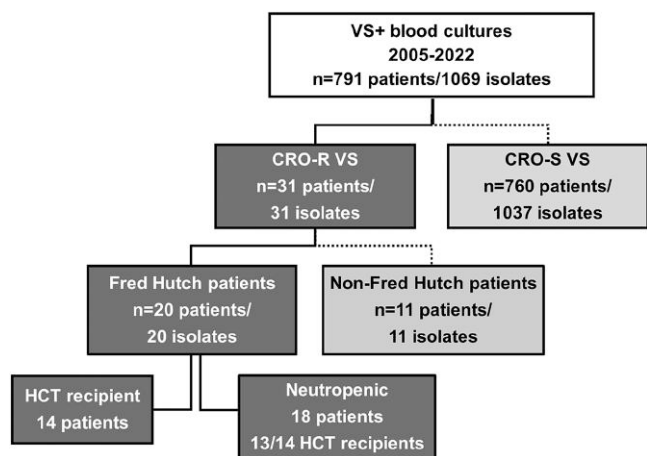 VS+ blood cultures
2005-2022
n=791 patients/1069 isolates
CRO-R VS
n=31 patients/
31 isolates
CRO-S VS
n=760 patients/
1037 isolates
Fred Hutch patients
n=20 patients/
20 isolates
Non-Fred Hutch patients
n=11 patients/
11 isolates
HCT recipient
14 patients
Neutropenic
18 patients
13/14 HCT recipients